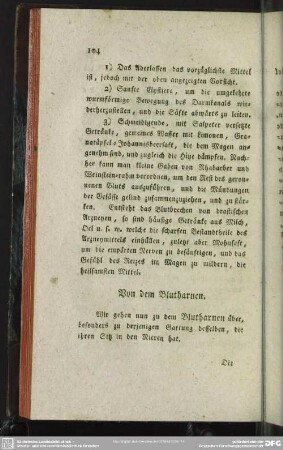 104
1) Das Aderlassen das vorzüglichste Mittel
ist, jedoch mit der oben angezeigten Vorsicht.
2) Sanfte Clystiere, um die umgekehrte
wurmförmige Bewegung des Darmkanals wie
derherzustellen, und die Säfte abwärts zu leiten.
3) Schmeidigende, mit Salpeter versetzte
Getränke, gemeines Wasser mit Limonen, Gra-
natäpfel-Johannisbeersaft, die dem Magen an-
genehm sind, und zugleich die Hitze dämpfen. Nach-
her kann man kleine Gaben von Rhabarber und
Weinsteinrahm verordnen, um den Rest des geron-
nenen Bluts auszuführen, und die Mündungen
der Gefäße gelind zusammenzuziehen, und zu stär-
ken. Entsteht das Blutbrechen von drastischen
Arzneyen, so sind häufige Getränke aus Milch,
Oel u. s. w. welche die scharfen Bestandtheile des
Arzneymittels einhüllen, zuletzt aber Mohnsaft,
um die empörten Nerven zu besänftigen, und das
Gefühl des Reizes im Magen zu mildern, die
heilsamsten Mittel.
Von dem Blutharnen.
Wir gehen nun zu dem Blutharnen über,
besonders zu derjenigen Gattung desselben, die
ihren Sitz in den Nieren hat.
Die